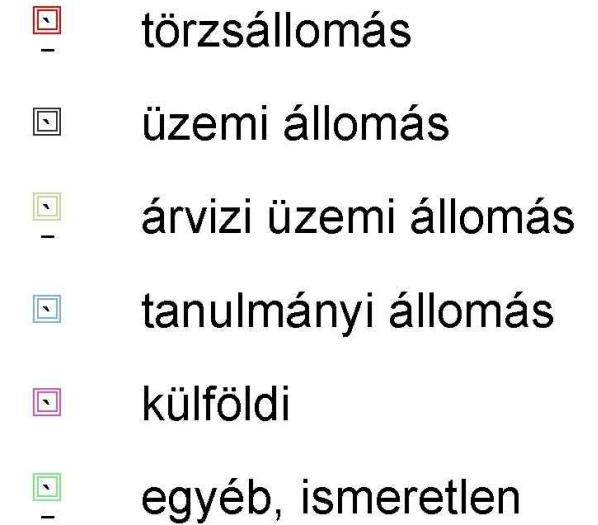 törzsállomás
üzemi állomás
árvizi üzemi állomás
tanulmányi állomás
külföldi
egyéb, ismeretlen